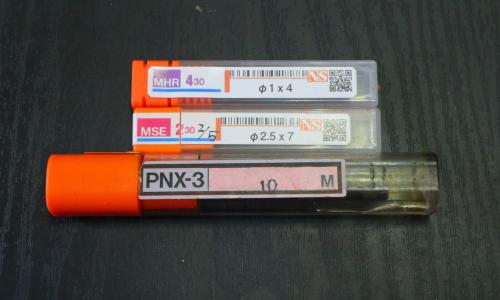 MHR 430 NS
φ1 x 4
MSE 230 2/5 NS
φ2.5 x 7
PNX-3 10 M